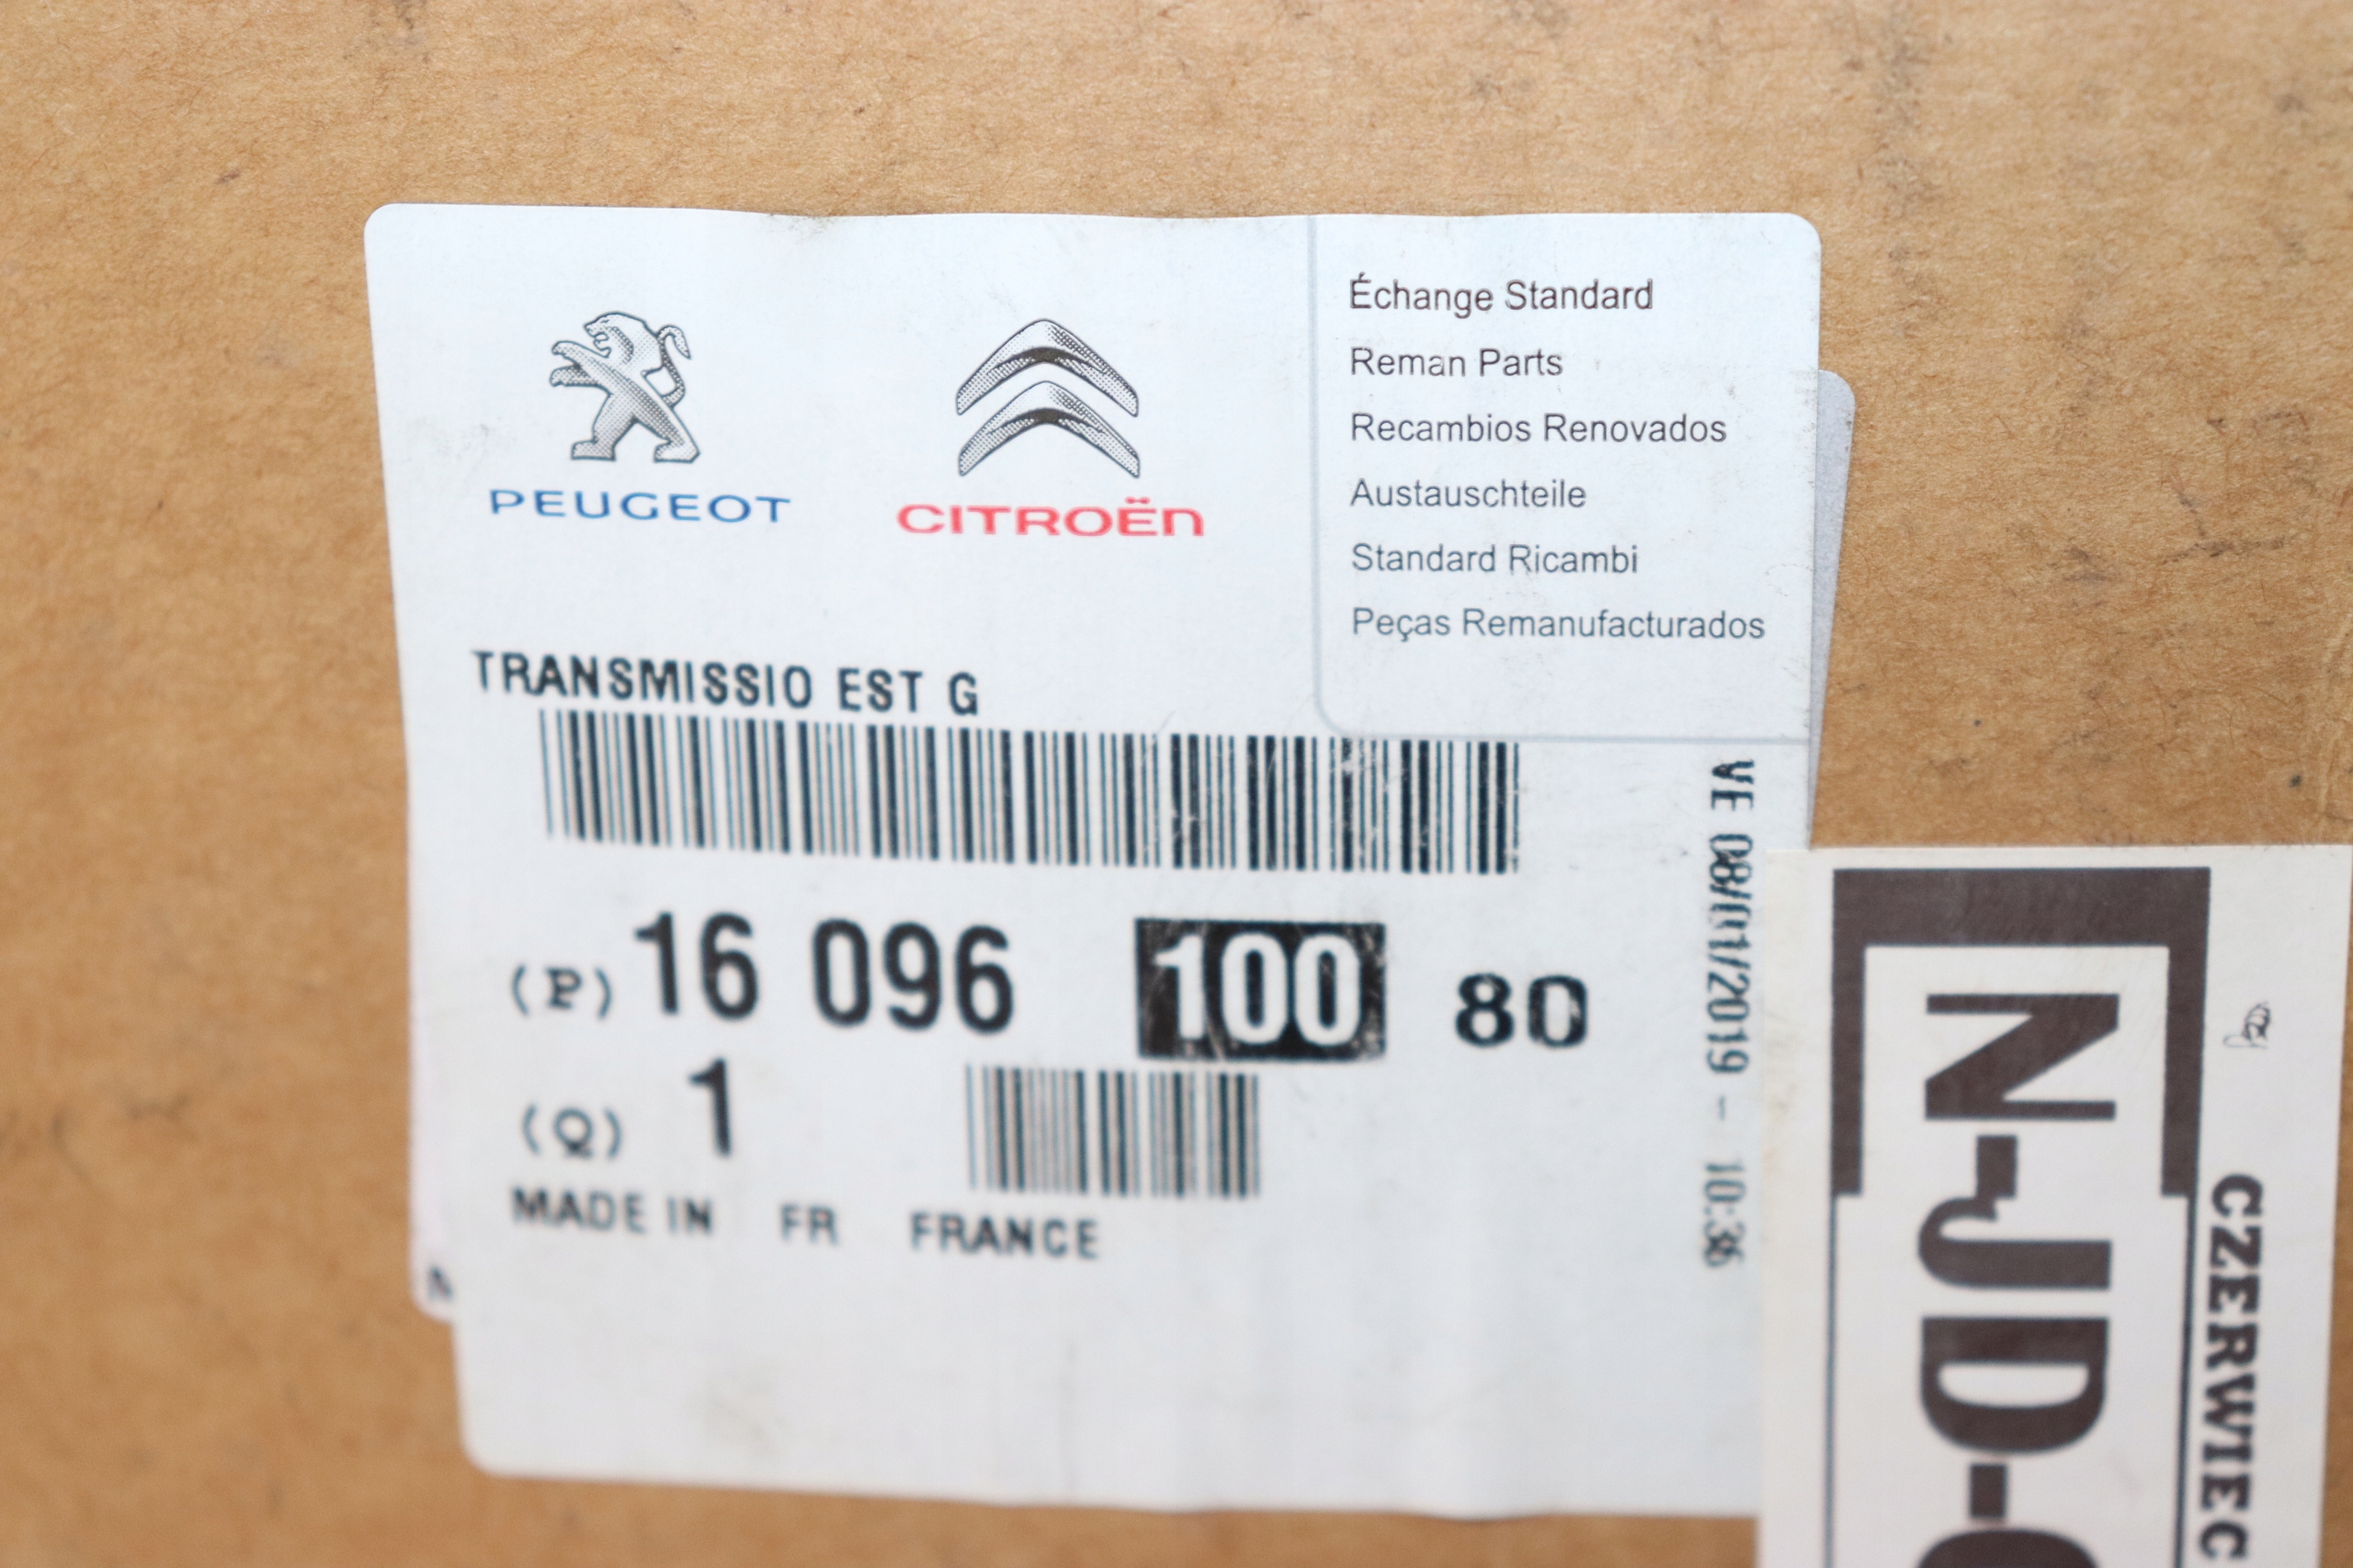 PEUGEOT
CITROËN
Échange Standard
Reman Parts
Recambios Renovados
Austauschteile
Standard Ricambi
Peças Remanufacturados
TRANSMISSIO EST G
(P) 16 096 100 80
(Q) 1
MADE IN FR FRANCE
VE 08/01/2019 - 10:36
N-JD-
CZERWIEC